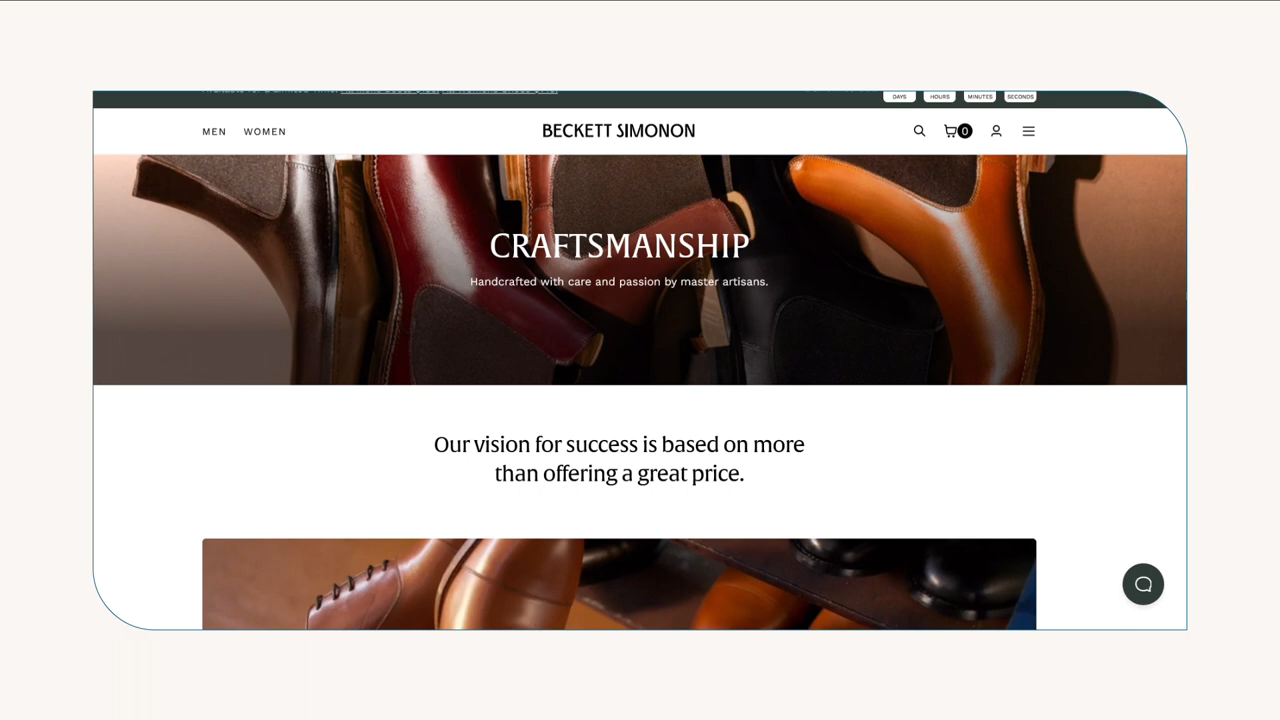 DAYS HOURS MINUTES SECONDS
MEN WOMEN BECKETT SIMONON 0
CRAFTSMANSHIP
Handcrafted with care and passion by master artisans.
Our vision for success is based on more
than offering a great price.